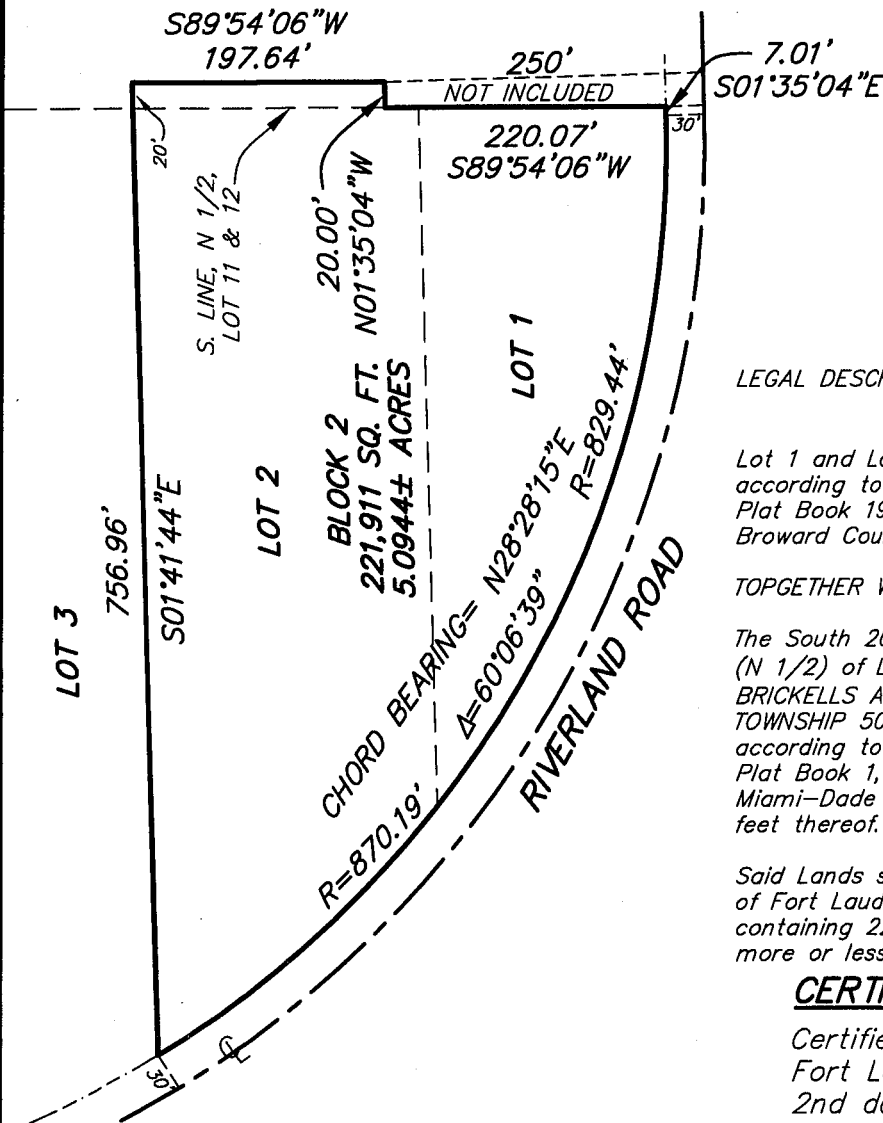 S89°54'06"W
197.64'
250'
NOT INCLUDED
7.01'
S01°35'04"E
30'
220.07'
S89°54'06"W
20'
S. LINE, N 1/2,
LOT 11 & 12
20.00'
N01°35'04"W
LOT 1
LOT 2
BLOCK 2
221,911 SQ. FT.
5.0944± ACRES
756.96'
S01°41'44"E
LOT 3
CHORD BEARING= N28°28'15"E
R=829.44'
Δ=60°06'39"
R=870.19'
RIVERLAND ROAD
30'
LEGAL DESC
Lot 1 and Lo
according to
Plat Book 19
Broward Cou
TOPGETHER
The South 20
(N 1/2) of L
BRICKELLS A
TOWNSHIP 50
according to
Plat Book 1,
Miami-Dade
feet thereof.
Said Lands s
of Fort Laud
containing 22
more or less
CERTI
Certifie
Fort L
2nd d